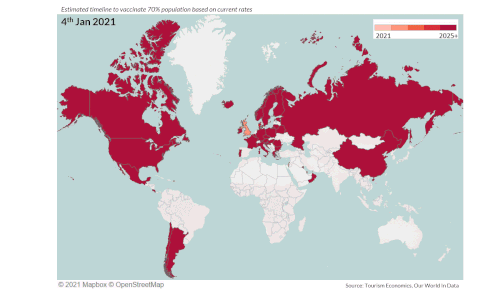 Estimated timeline to vaccinate 70% population based on current rates
4th Jan 2021
2021 2025+
© 2021 Mapbox © OpenStreetMap
Source: Tourism Economics, Our World in Data